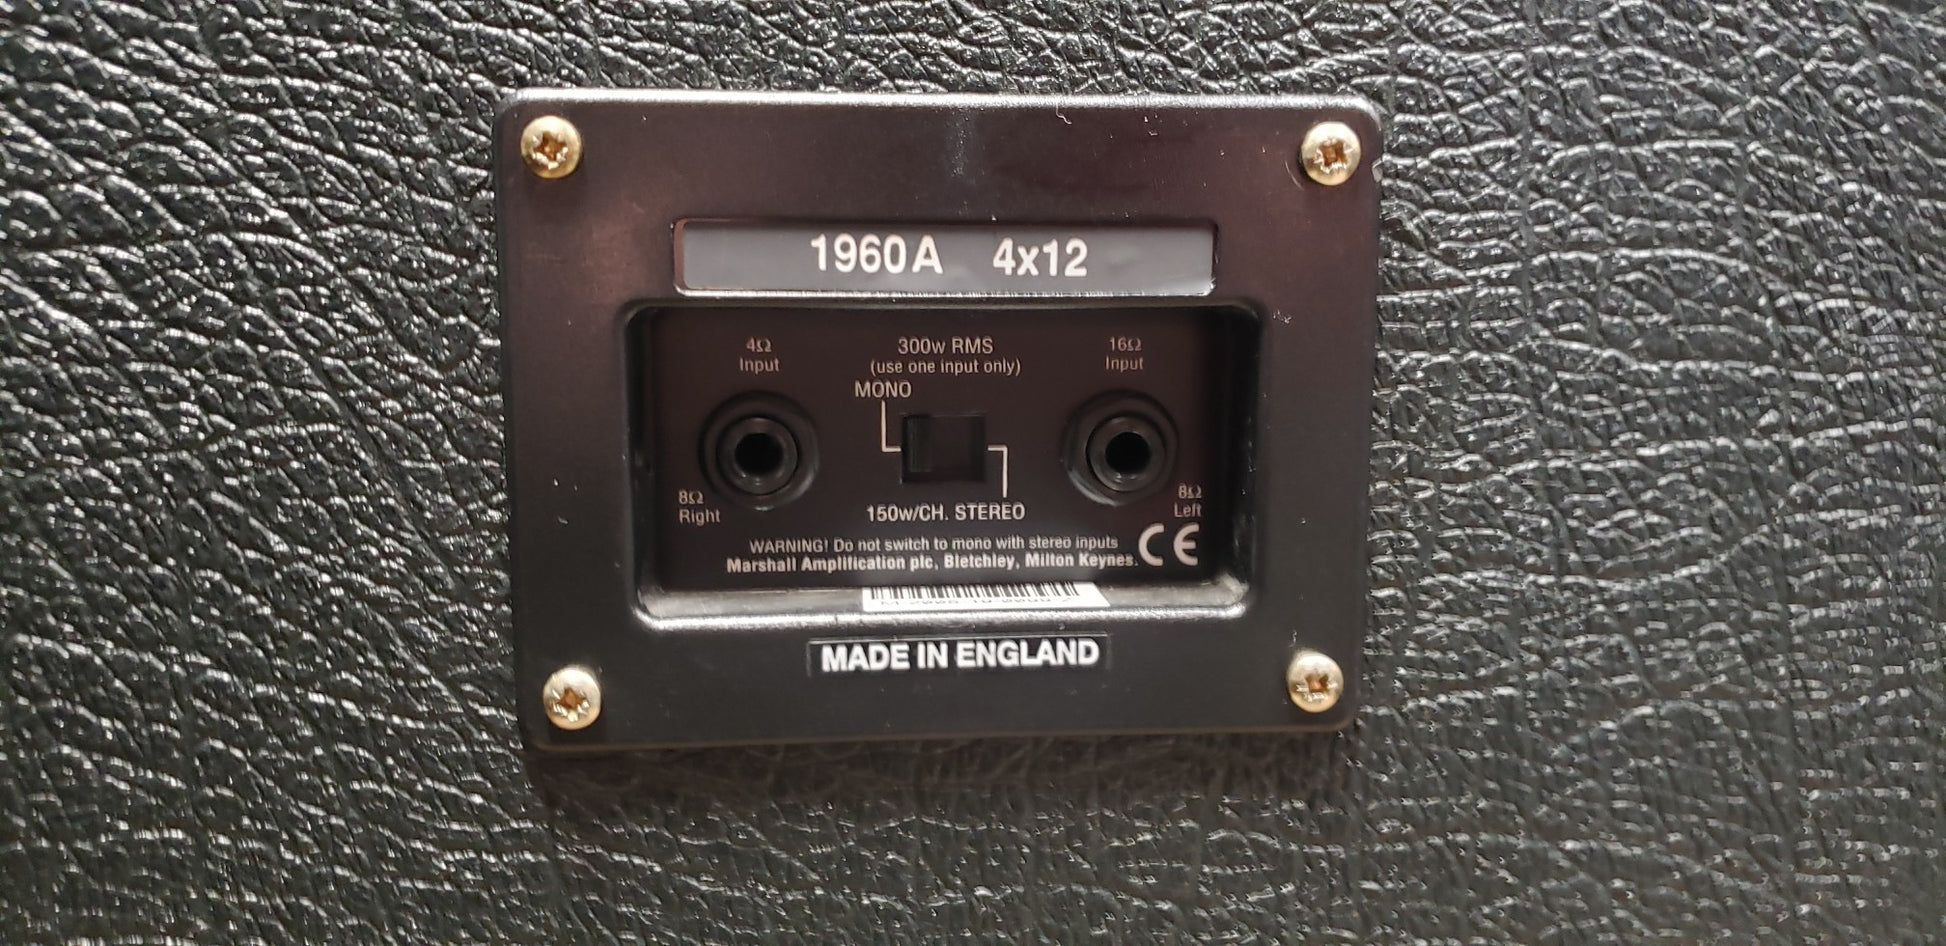 1960A 4x12
4Ω
Input
300w RMS
(use one input only)
MONO
16Ω
Input
8Ω
Right
150w/CH. STEREO
8Ω
Left
WARNING! Do not switch to mono with stereo inputs
Marshall Amplification plc, Bletchley, Milton Keynes.
CE
MADE IN ENGLAND